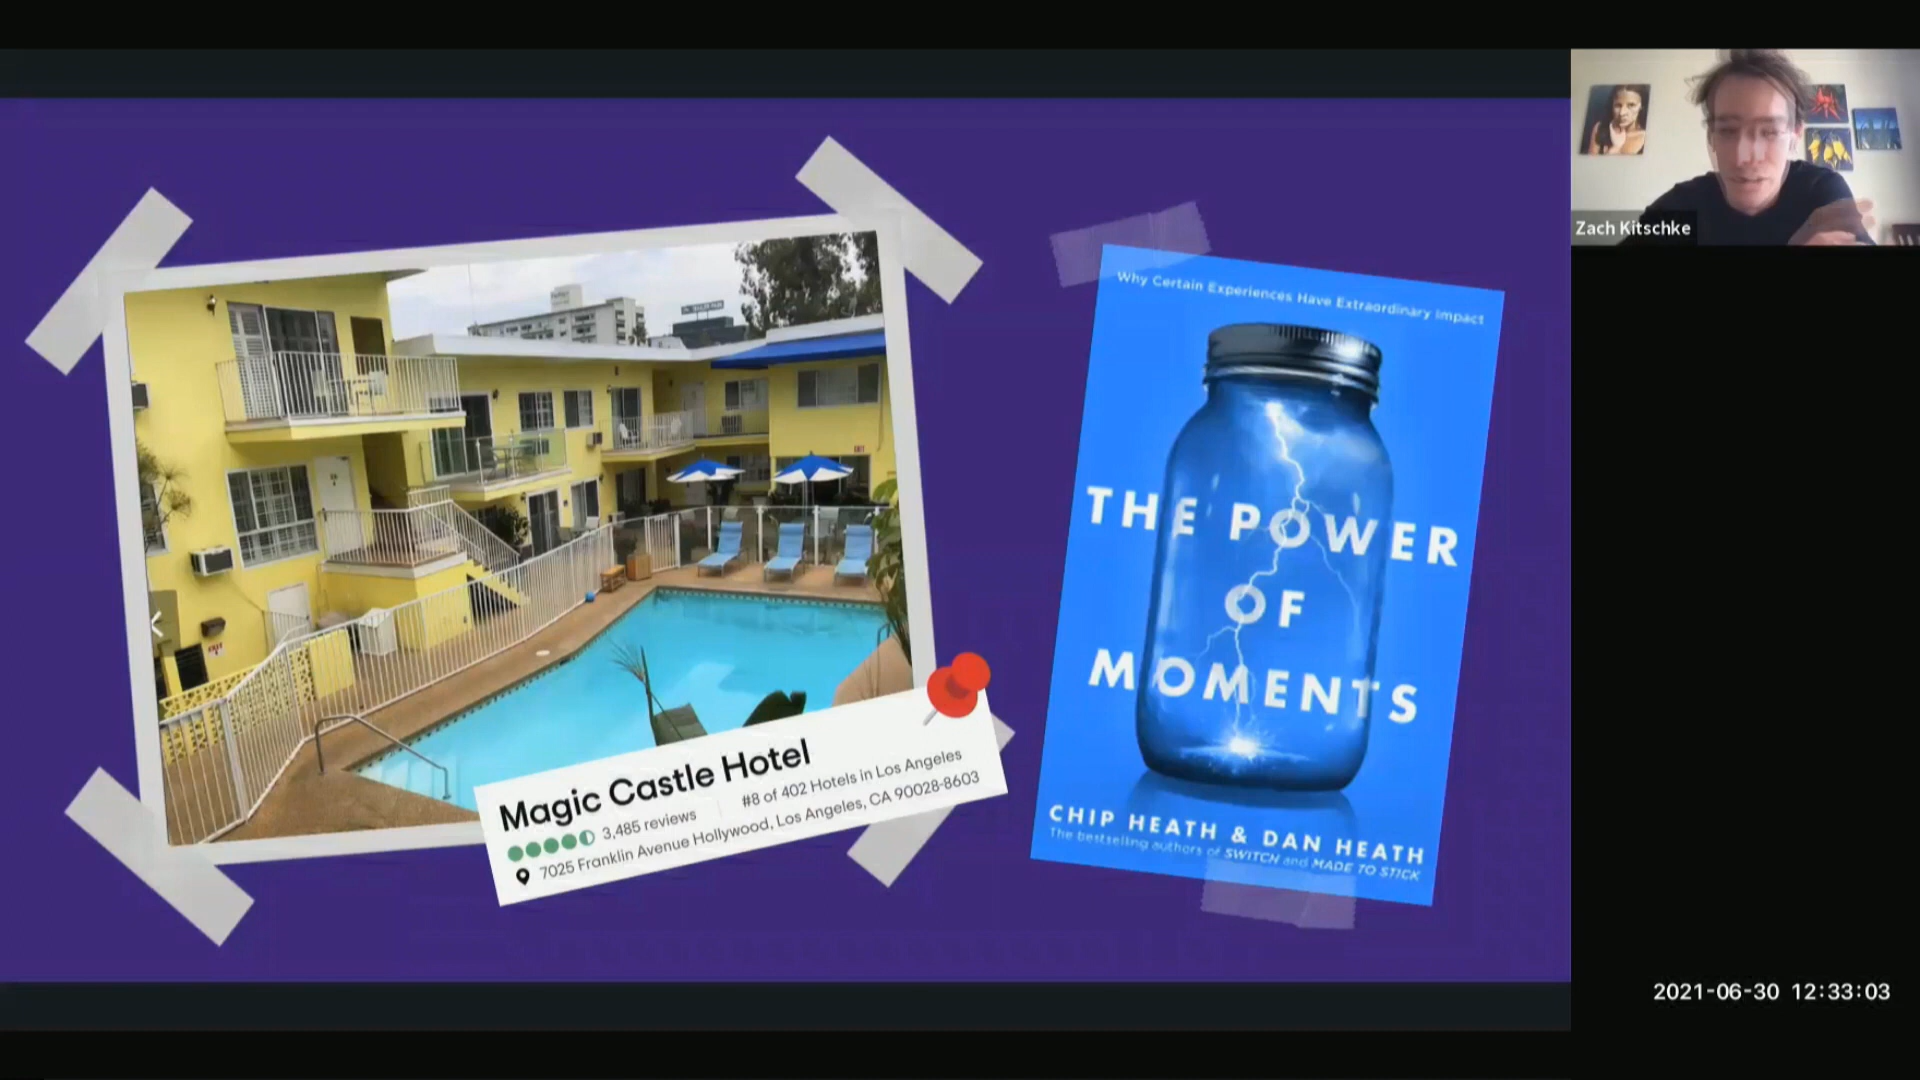 Zach Kitschke
Why Certain Experiences Have Extraordinary Impact
THE POWER
OF
MOMENTS
CHIP HEATH & DAN HEATH
The bestselling authors of SWITCH and MADE TO STICK
Magic Castle Hotel
3,485 reviews
#8 of 402 Hotels in Los Angeles
7025 Franklin Avenue Hollywood, Los Angeles, CA 90028-8603
2021-06-30 12:33:03